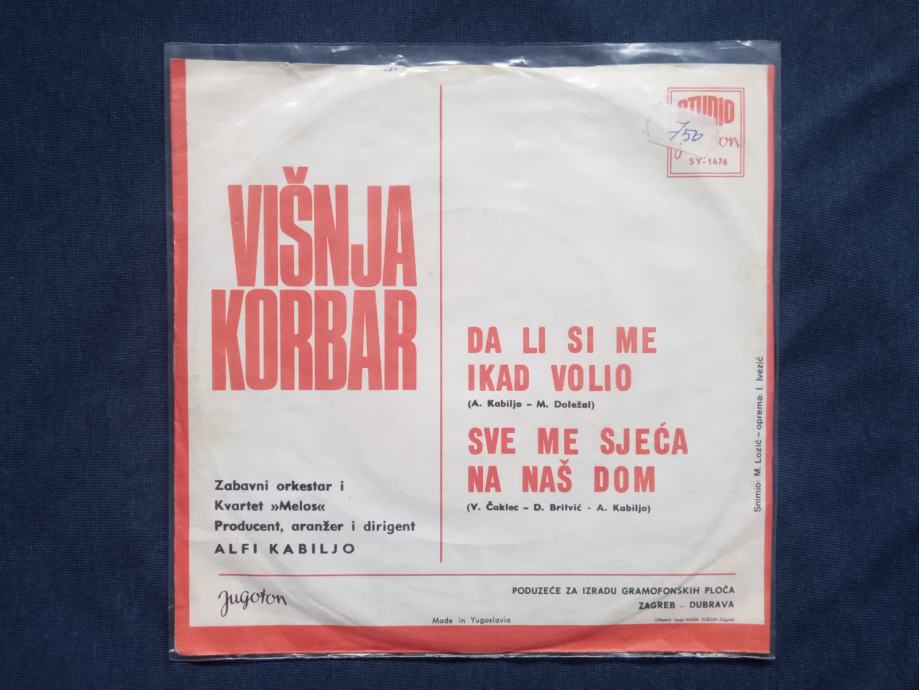 VIŠNJA
KORBAR
Zabavni orkestar i
Kvartet »Melos«
Producent, aranžer i dirigent
ALFI KABILJO
STUDIO
7,50
SY-1476
DA LI SI ME
IKAD VOLIO
(A. Kabiljo – M. Doležal)
SVE ME SJEĆA
NA NAŠ DOM
(V. Čaklec – D. Britvić - A. Kabiljo)
Snimio: M. Lozić – oprema: I. Ivezić
Jugoton
PODUZEĆE ZA IZRADU GRAMOFONSKIH PLOČA
ZAGREB – DUBRAVA
Made in Yugoslavia